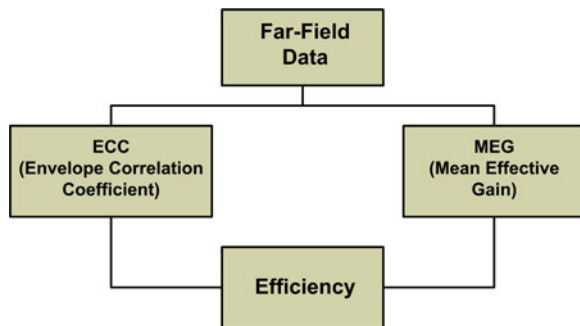 Far-Field
Data
ECC
(Envelope Correlation
Coefficient)
MEG
(Mean Effective
Gain)
Efficiency